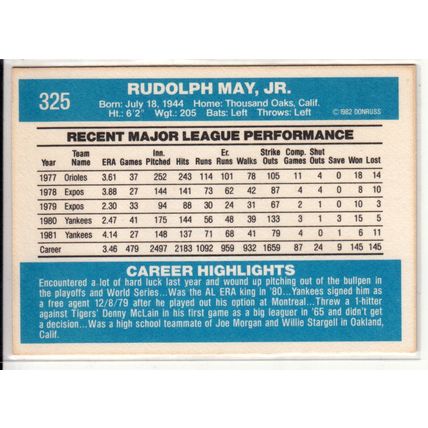 325
RUDOLPH MAY, JR.
Born: July 18, 1944 Home: Thousand Oaks, Calif.
Ht.: 6'2" Wgt.: 205 Bats: Left Throws: Left
© 1982 DONRUSS
RECENT MAJOR LEAGUE PERFORMANCE
Year Team Name ERA Games Inn. Pitched Hits Runs Er. Runs Walks Strike Outs Comp. Games Shut Outs Save Won Lost
1977 Orioles 3.61 37 252 243 114 101 78 105 11 4 0 18 14
1978 Expos 3.88 27 144 141 73 62 42 87 4 1 0 8 10
1979 Expos 2.30 33 94 88 30 24 31 67 2 1 0 10 3
1980 Yankees 2.47 41 175 144 56 48 39 133 3 1 3 15 5
1981 Yankees 4.14 27 148 137 71 68 41 79 4 0 1 6 11
Career 3.46 479 2497 2183 1092 959 932 1659 87 24 9 145 145
CAREER HIGHLIGHTS
Encountered a lot of hard luck last year and wound up pitching out of the bullpen
in the playoffs and World Series...Was the AL ERA king in '80...Yankees signed him as
a free agent 12/8/79 after he played out his option at Montreal...Threw a 1-hitter
against Tigers' Denny McLain in his first game as a big leaguer in '65 and didn't get
a decision...Was a high school teammate of Joe Morgan and Willie Stargell in Oakland,
Calif.